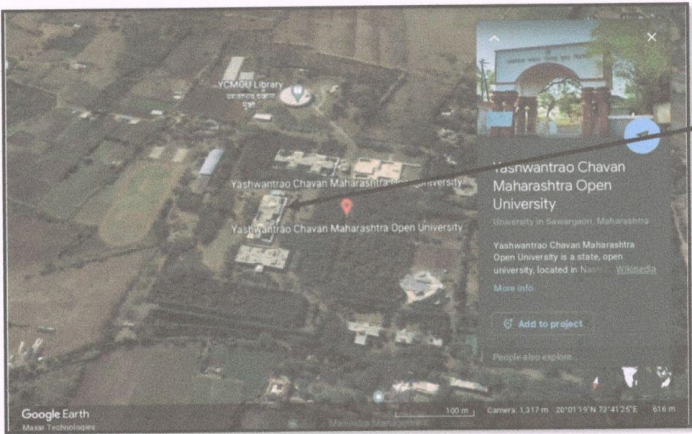 YCMOU Library
Yashwantrao Chavan Maharashtra Open University
Yashwantrao Chavan Maharashtra Open University
Yashwantrao Chavan
Maharashtra Open
University
University in Sawargaon, Maharashtra
Yashwantrao Chavan Maharashtra
Open University is a state, open
university, located in Wikipedia
More info
Add to project
People also explore...
Google Earth
Maxar Technologies
100 m
Camera: 1,317 m 20°01'19"N 73°41'25"E 616 m